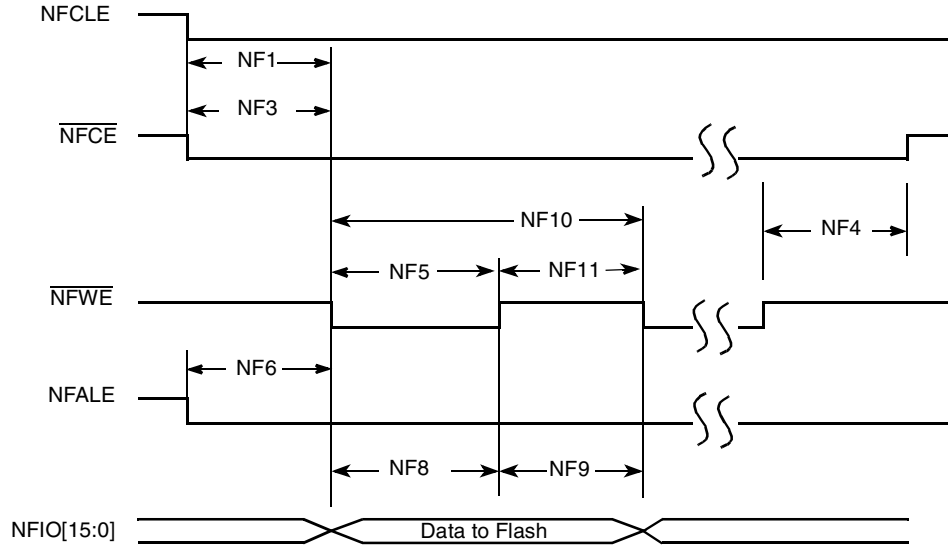 NFCLE
NF1
NF3
NFCE
NF10
NF4
NF5
NF11
NFWE
NF6
NFALE
NF8
NF9
NFIO[15:0]
Data to Flash